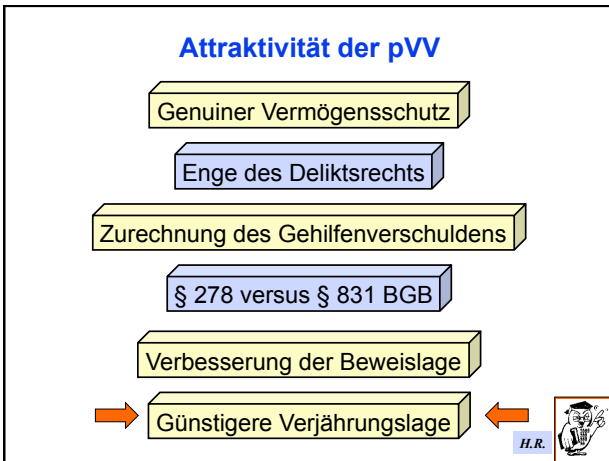 Attraktivität der pVV
Genuiner Vermögensschutz
Enge des Deliktsrechts
Zurechnung des Gehilfenverschuldens
§ 278 versus § 831 BGB
Verbesserung der Beweislage
Günstigere Verjährungslage
H.R.